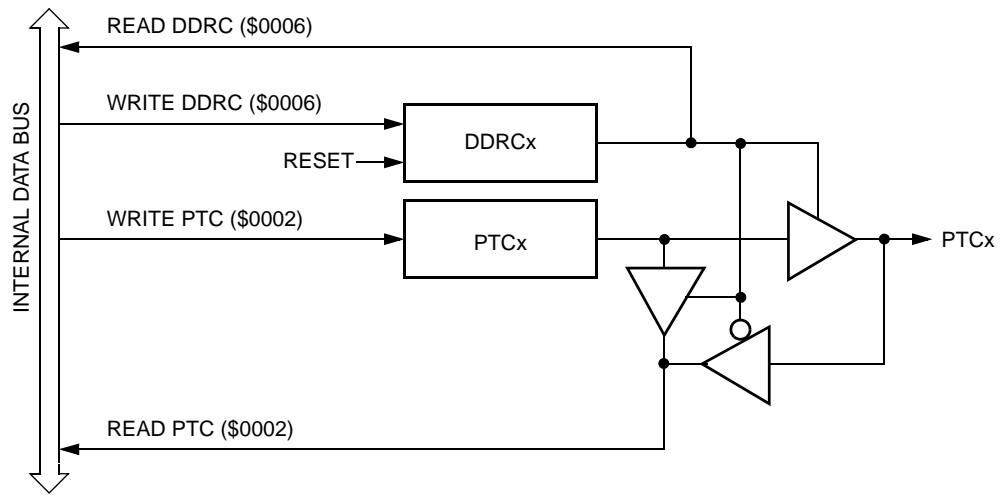 READ DDRC ($0006)
WRITE DDRC ($0006)
DDRCx
RESET
WRITE PTC ($0002)
PTCx
PTCx
READ PTC ($0002)
INTERNAL DATA BUS